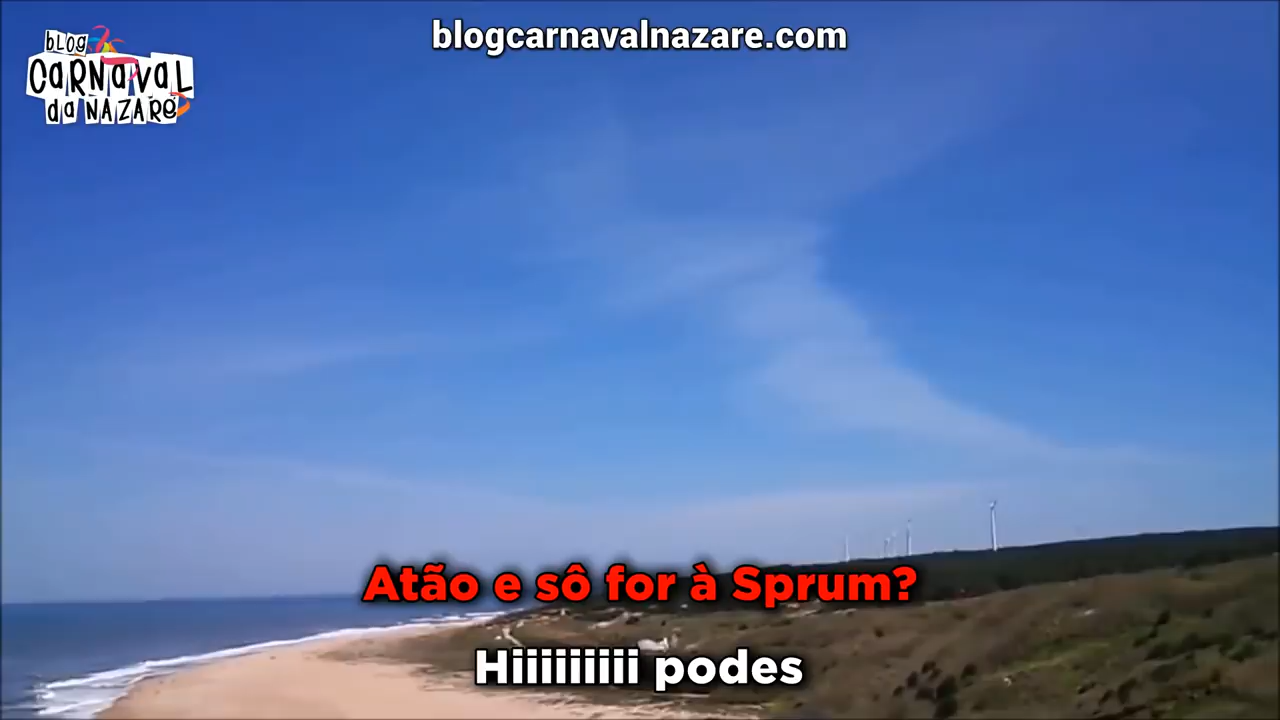 blogcarnavalnazare.com
BLOG
CARNAVAL
da NAZARÉ
Atão e sô for à Sprum?
Hiiiiiiiii podes